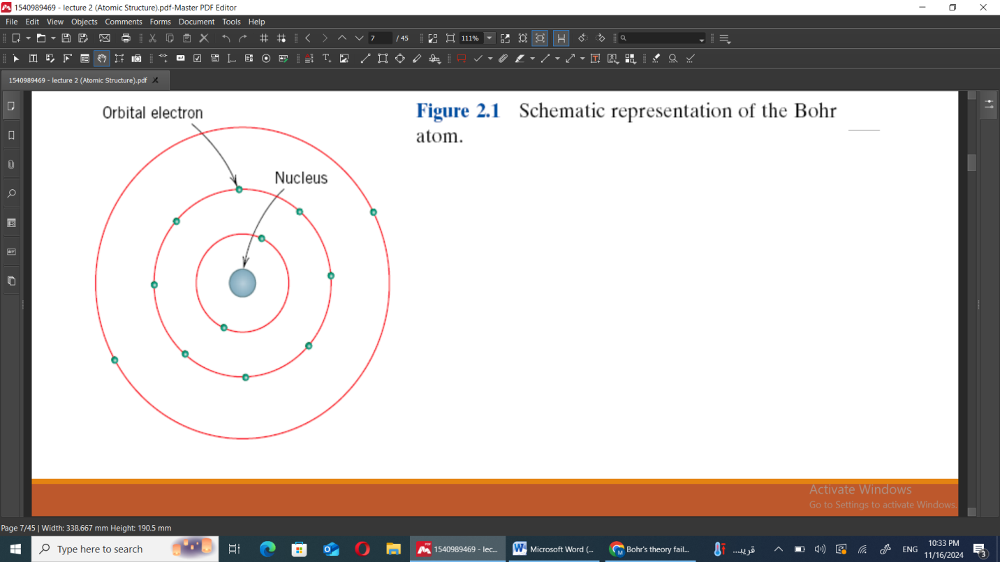 1540989469 - lecture 2 (Atomic Structure).pdf-Master PDF Editor
File Edit View Objects Comments Forms Document Tools Help
7 / 45 111%
1540989469 - lecture 2 (Atomic Structure).pdf
Orbital electron
Nucleus
Figure 2.1 Schematic representation of the Bohr
atom.
Activate Windows
Go to Settings to activate Windows.
Page 7/45 | Width: 338.667 mm Height: 190.5 mm
Type here to search
1540989469 - lec...
Microsoft Word (...
Bohr's theory fail...
قريبـ...
ENG
10:33 PM
11/16/2024
3